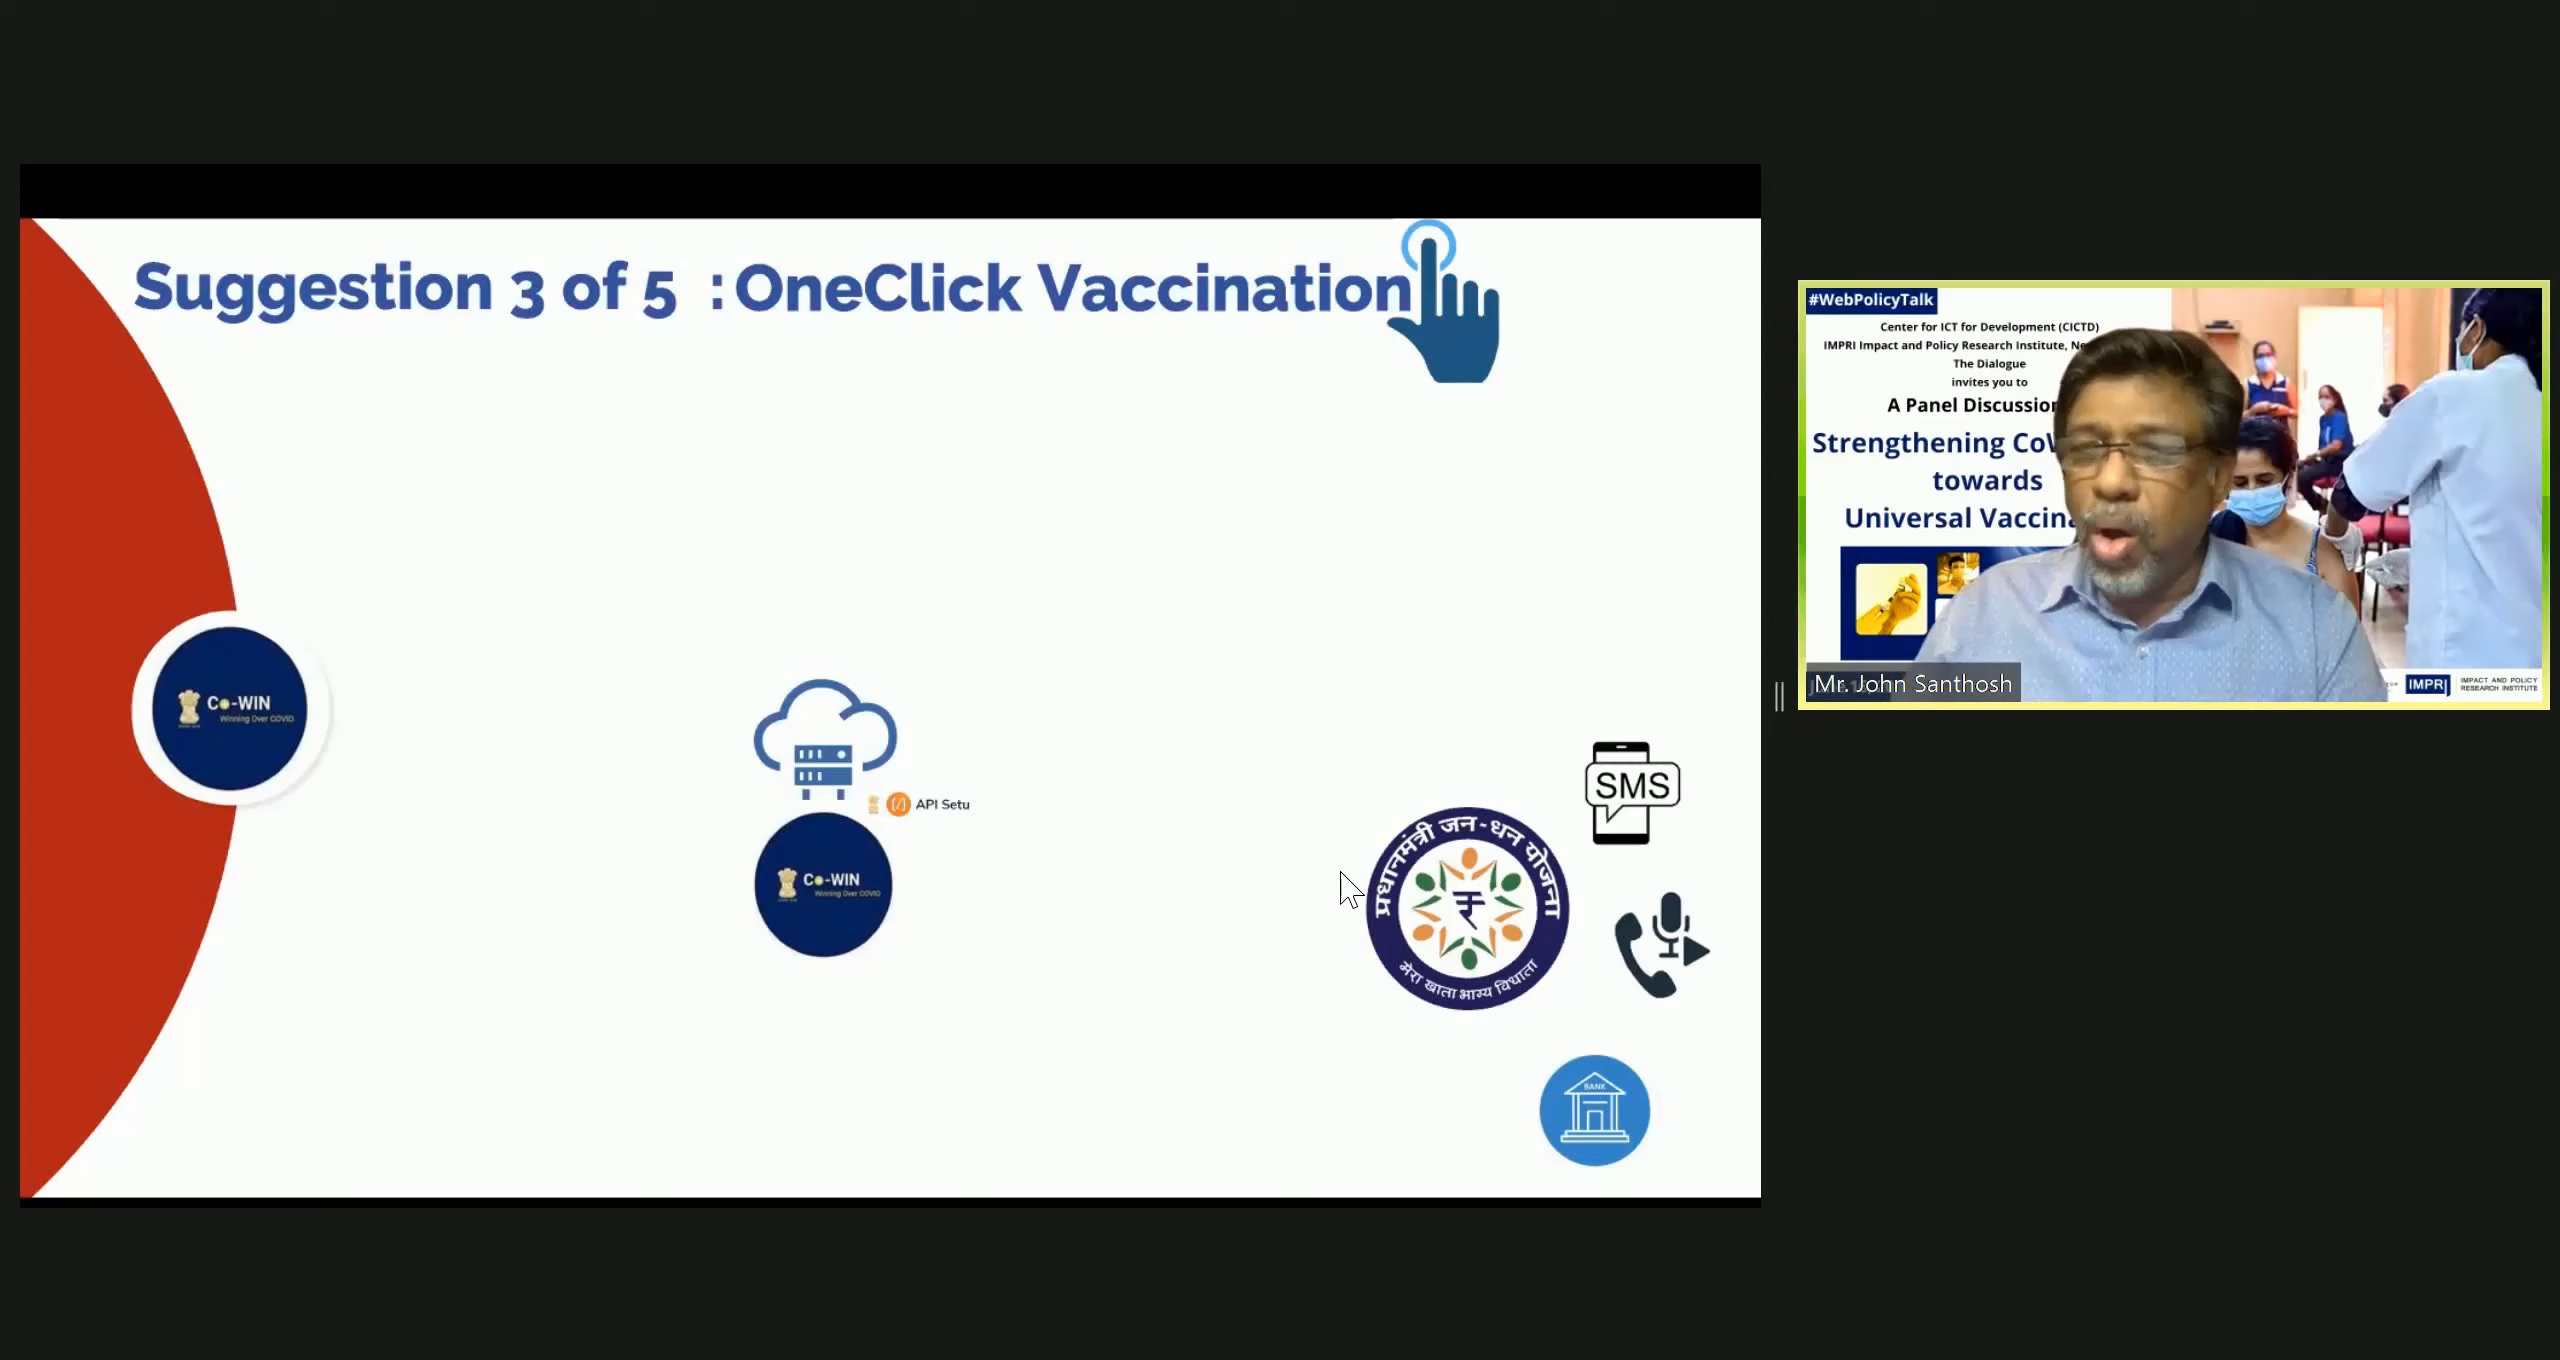 Suggestion 3 of 5 : OneClick Vaccination
Co-WIN
Winning Over COVID
API Setu
Co-WIN
Winning Over COVID
SMS
प्रधानमंत्री जन-धन योजना
₹
मेरा खाता भाग्य विधाता
BANK
#WebPolicyTalk
Center for ICT for Development (CICTD)
IMPRI Impact and Policy Research Institute, Ne
The Dialogue
invites you to
A Panel Discussion
Strengthening Co
towards
Universal Vaccina
Mr. John Santhosh
IMPRI
IMPACT AND POLICY
RESEARCH INSTITUTE